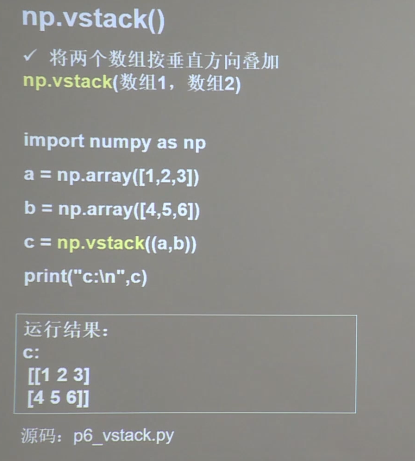 np.vstack()
✓ 将两个数组按垂直方向叠加
np.vstack(数组1，数组2)
import numpy as np
a = np.array([1,2,3])
b = np.array([4,5,6])
c = np.vstack((a,b))
print("c:\n",c)
运行结果：
c:
[[1 2 3]
[4 5 6]]
源码：p6_vstack.py